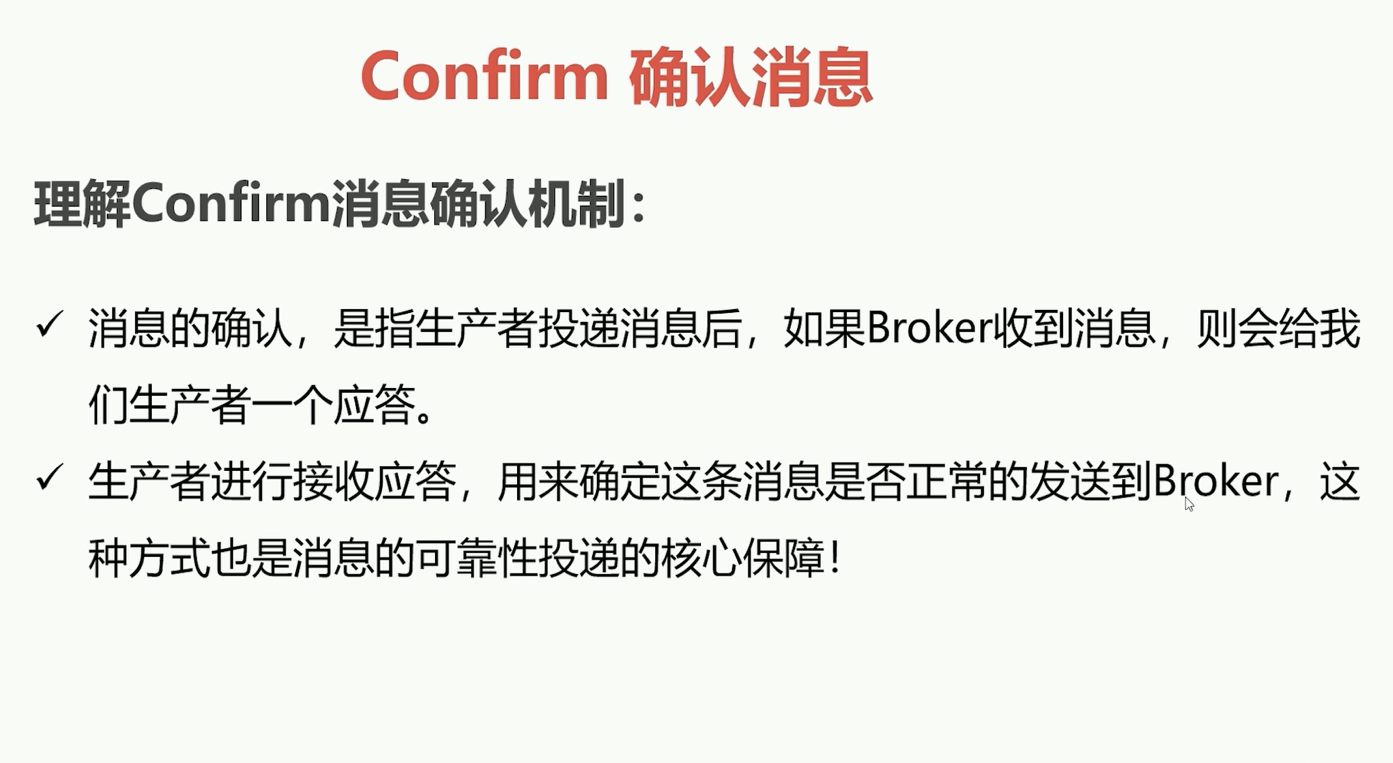 Confirm 确认消息
理解Confirm消息确认机制：
✓ 消息的确认，是指生产者投递消息后，如果Broker收到消息，则会给我
们生产者一个应答。
✓ 生产者进行接收应答，用来确定这条消息是否正常的发送到Broker，这
种方式也是消息的可靠性投递的核心保障！